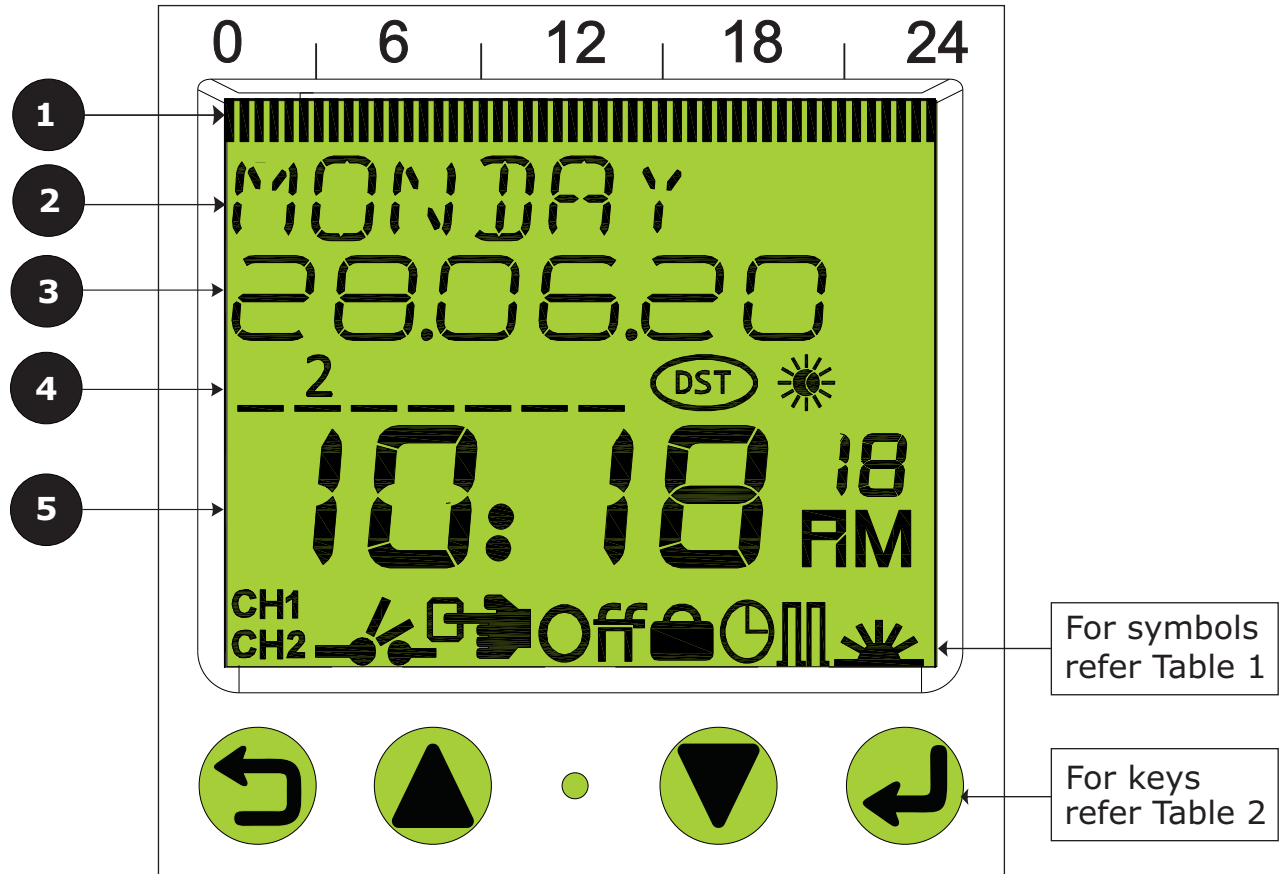 0 6 12 18 24
1
2 MONDAY
3 28.06.20
4 2 DST
5 10:18 18
AM
CH1
CH2 Off
For symbols
refer Table 1
For keys
refer Table 2